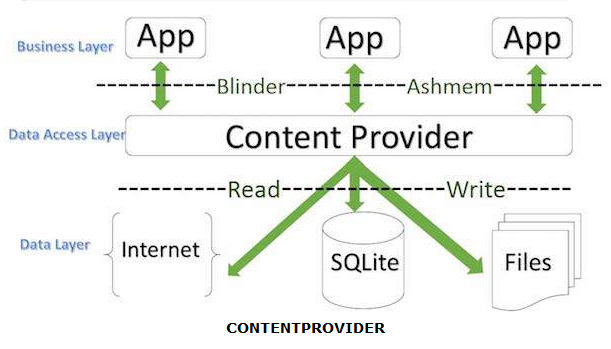 Business Layer
App
App
App
Blinder
Ashmem
Data Access Layer
Content Provider
Read
Write
Data Layer
Internet
SQLite
Files
CONTENTPROVIDER